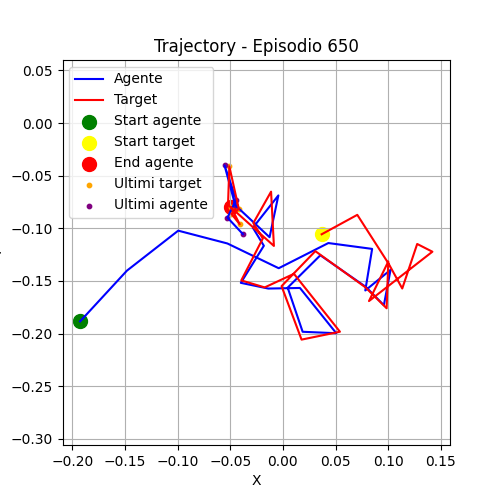 Trajectory - Episodio 650
Agente
Target
Start agente
Start target
End agente
Ultimi target
Ultimi agente
0.05
0.00
−0.05
−0.10
−0.15
−0.20
−0.25
−0.30
−0.20
−0.15
−0.10
−0.05
0.00
0.05
0.10
0.15
X